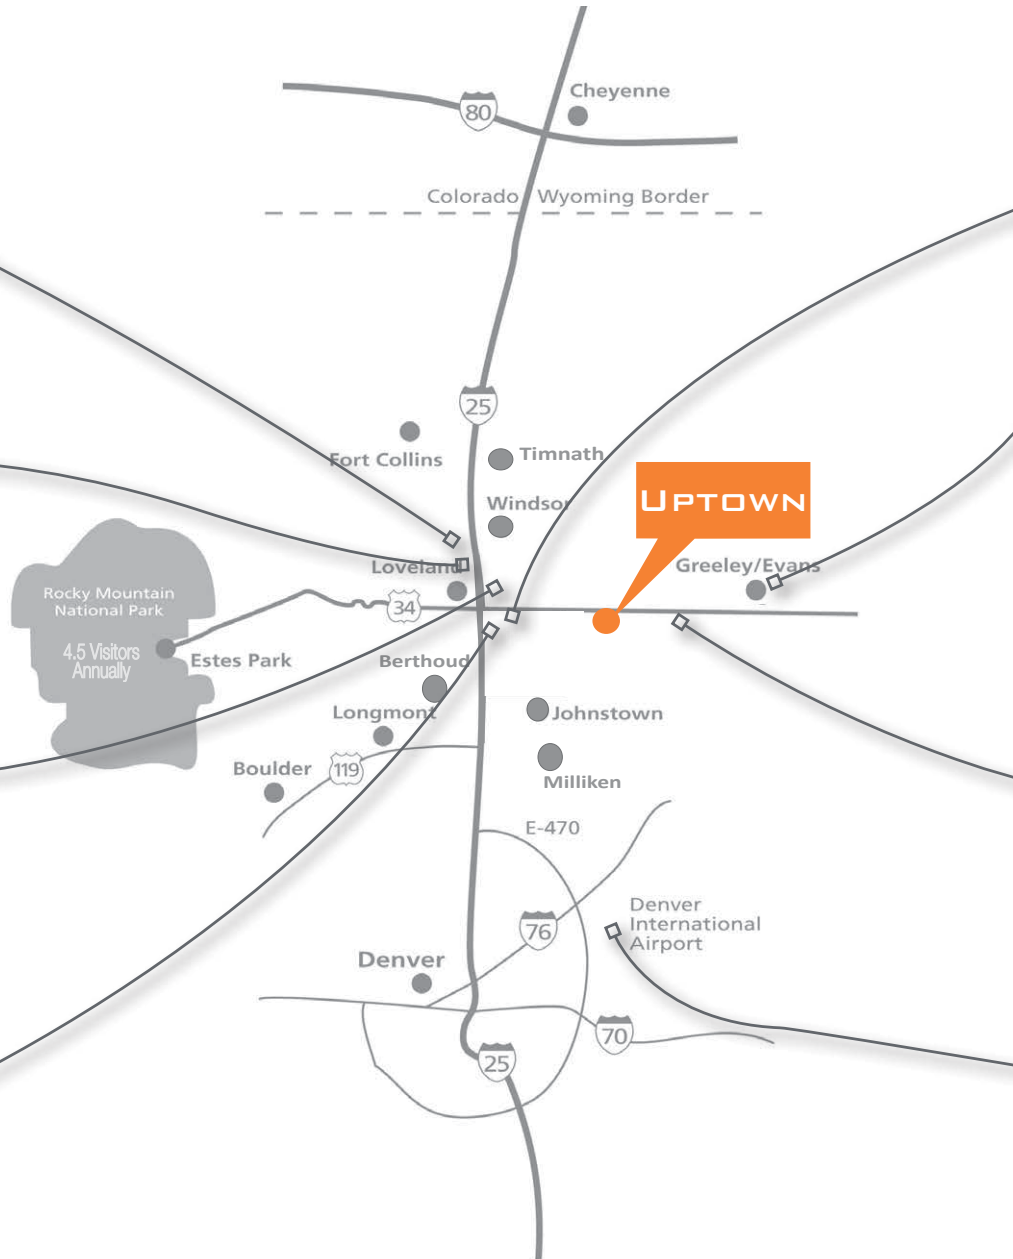 Cheyenne
80
Colorado Wyoming Border
25
Fort Collins
Timnath
Windsor
UPTOWN
Loveland
Greeley/Evans
Rocky Mountain
National Park
34
4.5 Visitors
Annually
Estes Park
Berthoud
Longmont
Johnstown
Boulder
119
Milliken
E-470
Denver
International
Airport
76
Denver
70
25